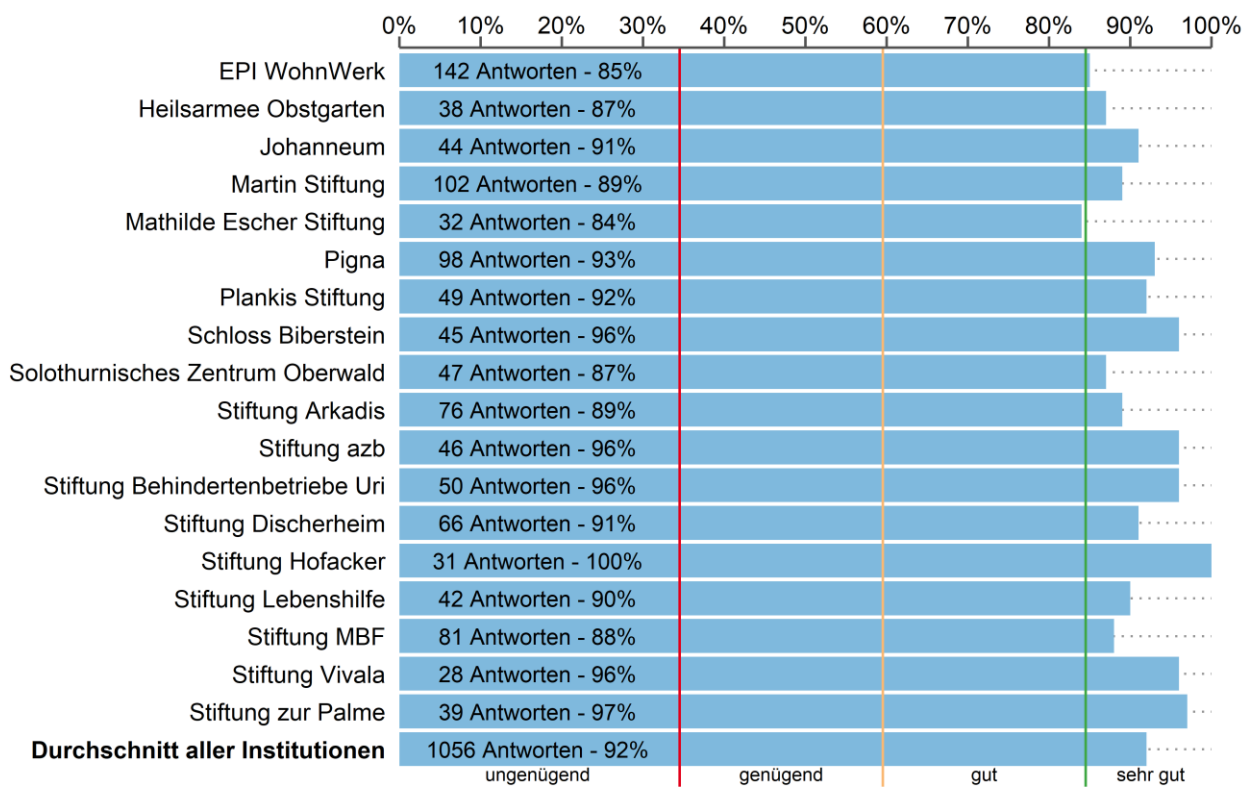 0% 10% 20% 30% 40% 50% 60% 70% 80% 90% 100%
EPI WohnWerk 142 Antworten - 85%
Heilsarmee Obstgarten 38 Antworten - 87%
Johanneum 44 Antworten - 91%
Martin Stiftung 102 Antworten - 89%
Mathilde Escher Stiftung 32 Antworten - 84%
Pigna 98 Antworten - 93%
Plankis Stiftung 49 Antworten - 92%
Schloss Biberstein 45 Antworten - 96%
Solothurnisches Zentrum Oberwald 47 Antworten - 87%
Stiftung Arkadis 76 Antworten - 89%
Stiftung azb 46 Antworten - 96%
Stiftung Behindertenbetriebe Uri 50 Antworten - 96%
Stiftung Discherheim 66 Antworten - 91%
Stiftung Hofacker 31 Antworten - 100%
Stiftung Lebenshilfe 42 Antworten - 90%
Stiftung MBF 81 Antworten - 88%
Stiftung Vivala 28 Antworten - 96%
Stiftung zur Palme 39 Antworten - 97%
Durchschnitt aller Institutionen 1056 Antworten - 92%
ungenügend genügend gut sehr gut